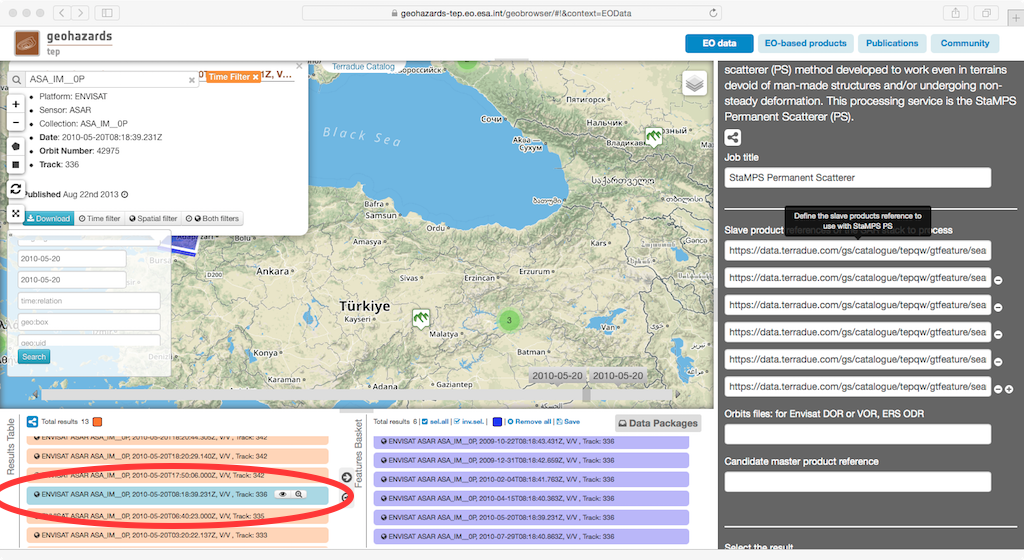 geohazards-tep.eo.esa.int/geobrowser/#!&context=EOData
geohazards
tep
EO data
EO-based products
Publications
Community
ASA_IM__0P
Time Filter
Terradue Catalog
Platform: ENVISAT
Sensor: ASAR
Collection: ASA_IM__0P
Date: 2010-05-20T08:18:39.231Z
Orbit Number: 42975
Track: 336
Published Aug 22nd 2013
Download
Time filter
Spatial filter
Both filters
2010-05-20
2010-05-20
time:relation
geo:box
geo:uid
Search
Black Sea
Пятигорск
Сочи
Нальчик
Владикавказ
Аҟәа -
Сухум
საქართველო
ბათუმი
Bafra
Samsun
Ordu
Kars
Amasya
Bolu
Bursa
D200
Ankara
Sivas
Erzincan
Erzurum
Türkiye
Kayseri
Malatya
3
Van
Batman
Konya
Karaman
Adana
Gaziantep
Denizli
2010-05-20
2010-05-20
scatterer (PS) method developed to work even in terrains
devoid of man-made structures and/or undergoing non-
steady deformation. This processing service is the StaMPS
Permanent Scatterer (PS).
Job title
StaMPS Permanent Scatterer
Define the slave products reference to
use with StaMPS PS
Slave product
to process
https://data.terradue.com/gs/catalogue/tepqw/gtfeature/sea
https://data.terradue.com/gs/catalogue/tepqw/gtfeature/sea
https://data.terradue.com/gs/catalogue/tepqw/gtfeature/sea
https://data.terradue.com/gs/catalogue/tepqw/gtfeature/sea
https://data.terradue.com/gs/catalogue/tepqw/gtfeature/sea
https://data.terradue.com/gs/catalogue/tepqw/gtfeature/sea
Orbits files: for Envisat DOR or VOR, ERS ODR
Candidate master product reference
Select the result
Results Table
Total results 13
ENVISAT ASAR ASA_IM__0P, 2010-05-20T18:20:44.305Z, V/V, Track: 342
ENVISAT ASAR ASA_IM__0P, 2010-05-20T18:20:29.140Z, V/V, Track: 342
ENVISAT ASAR ASA_IM__0P, 2010-05-20T17:50:06.000Z, V/V, Track: 342
ENVISAT ASAR ASA_IM__0P, 2010-05-20T08:18:39.231Z, V/V, Track: 336
ENVISAT ASAR ASA_IM__0P, 2010-05-20T06:40:23.000Z, V/V, Track: 335
ENVISAT ASAR ASA_IM__0P, 2010-05-20T03:20:22.137Z, V/V, Track: 333
Features Basket
Total results 6
sel.all
inv.sel.
Remove all
Save
Data Packages
ENVISAT ASAR ASA_IM__0P, 2009-10-22T08:18:43.431Z, V/V, Track: 336
ENVISAT ASAR ASA_IM__0P, 2009-12-31T08:18:42.659Z, V/V, Track: 336
ENVISAT ASAR ASA_IM__0P, 2010-02-04T08:18:41.763Z, V/V, Track: 336
ENVISAT ASAR ASA_IM__0P, 2010-04-15T08:18:40.363Z, V/V, Track: 336
ENVISAT ASAR ASA_IM__0P, 2010-05-20T08:18:39.231Z, V/V, Track: 336
ENVISAT ASAR ASA_IM__0P, 2010-07-29T08:18:40.863Z, V/V, Track: 336